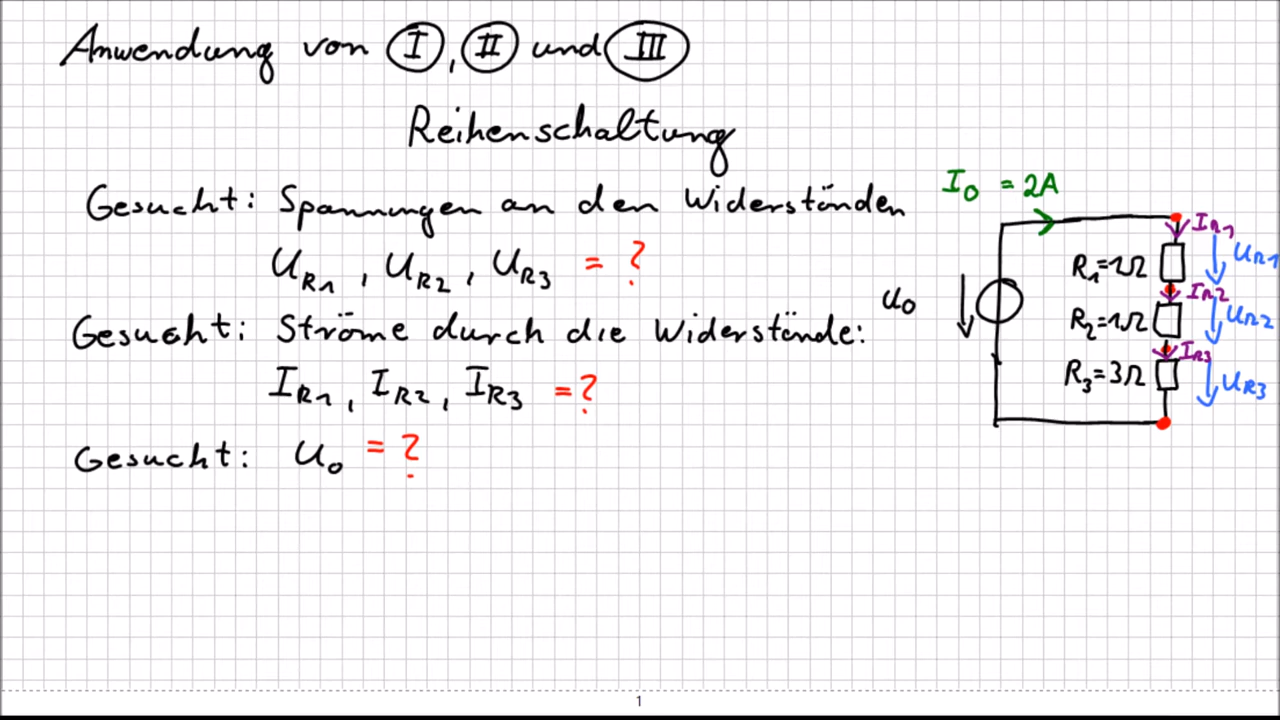 Anwendung von I, II und III
Reihenschaltung
Gesucht: Spannungen an den Widerständen
U_R1, U_R2, U_R3 = ?
Gesucht: Ströme durch die Widerstände:
I_R1, I_R2, I_R3 = ?
Gesucht: U_0 = ?
I_0 = 2A
U_0
R_1=1Ω
I_R1
U_R1
R_2=1Ω
I_R2
U_R2
R_3=3Ω
I_R3
U_R3
1